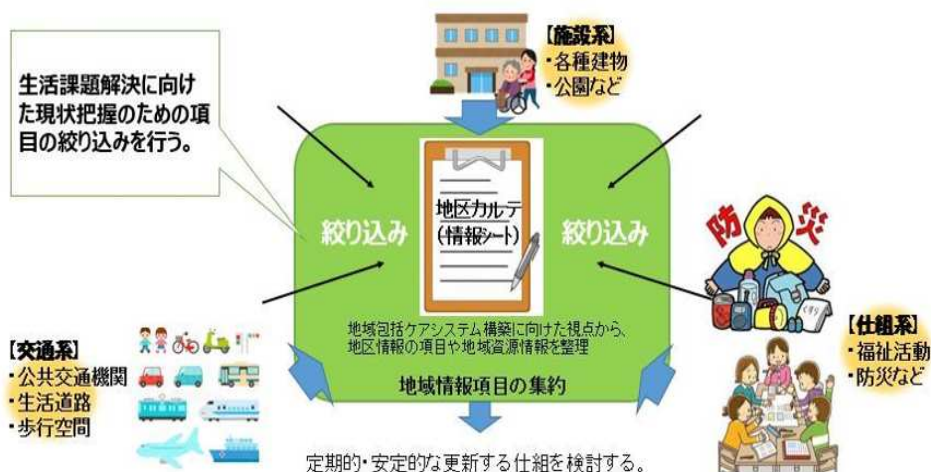 生活課題解決に向け
た現状把握のための項
目の絞り込みを行う。
【施設系】
・各種建物
・公園など
地区カルテ
(情報シート)
絞り込み
絞り込み
防災
地域包括ケアシステム構築に向けた視点から、
地区情報の項目や地域資源情報を整理
地域情報項目の集約
【交通系】
・公共交通機関
・生活道路
・歩行空間
【仕組系】
・福祉活動
・防災など
定期的・安定的な更新する仕組を検討する。